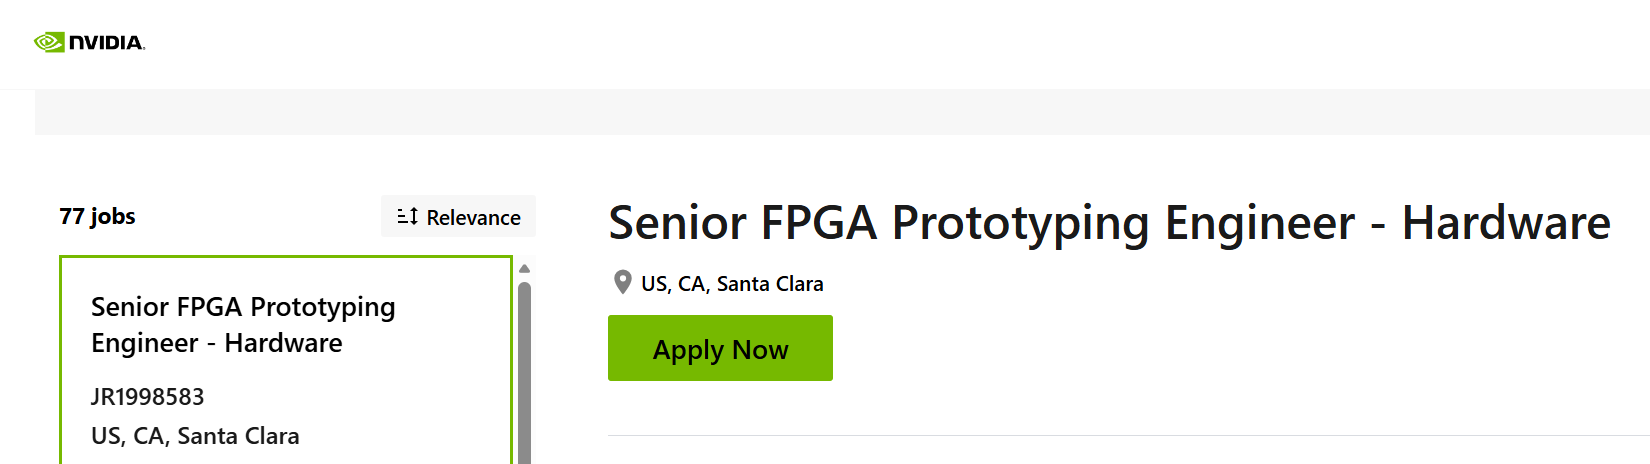 NVIDIA.
77 jobs
Relevance
Senior FPGA Prototyping
Engineer - Hardware
JR1998583
US, CA, Santa Clara
Senior FPGA Prototyping Engineer - Hardware
US, CA, Santa Clara
Apply Now